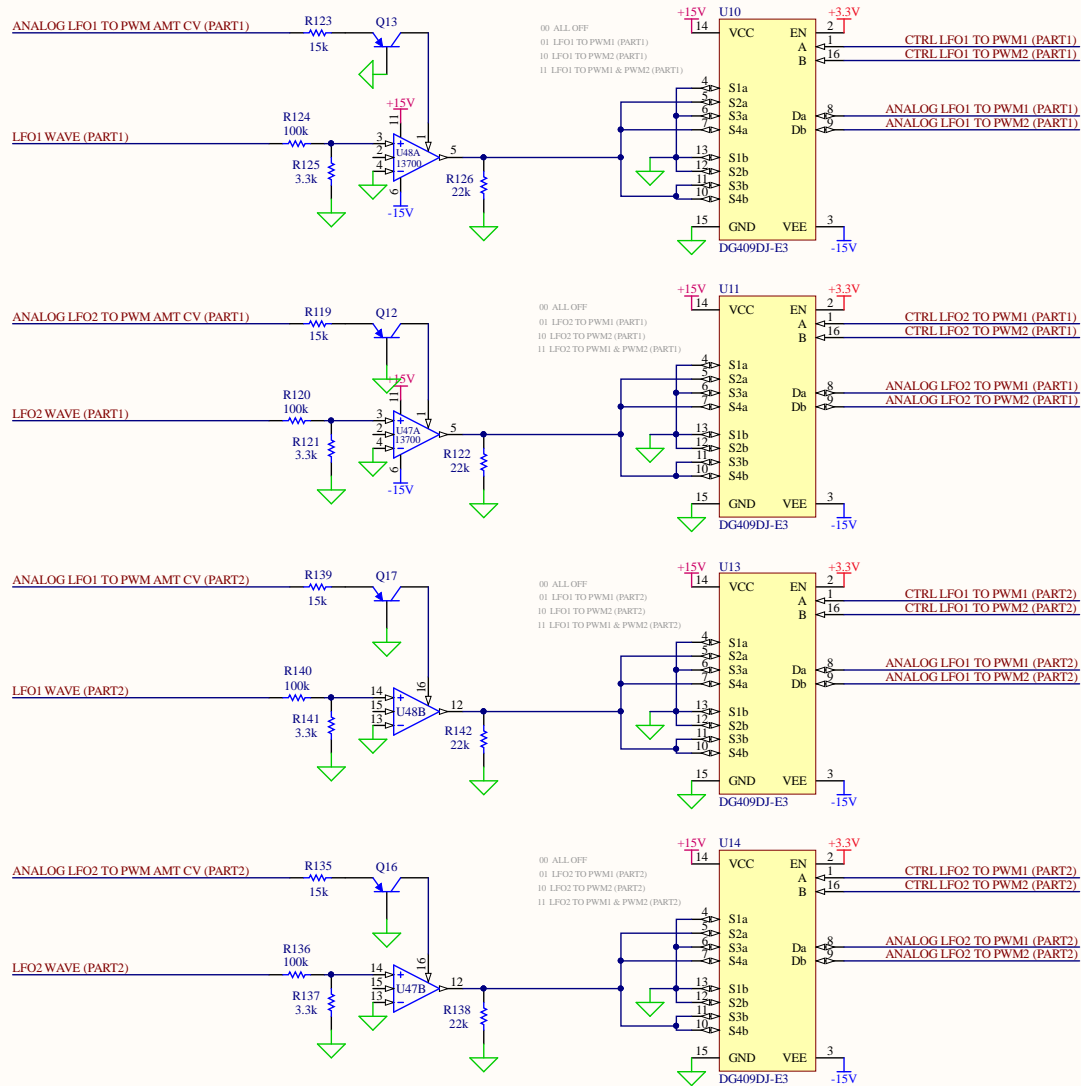 ANALOG LFO1 TO PWM AMT CV (PART1)
R123
15k
Q13
00 ALL OFF
01 LFO1 TO PWM1 (PART1)
10 LFO1 TO PWM2 (PART1)
11 LFO1 TO PWM1 & PWM2 (PART1)
+15V
U10
+3.3V
14 VCC EN 2
A 1 CTRL LFO1 TO PWM1 (PART1)
B 16 CTRL LFO1 TO PWM2 (PART1)
4 S1a
5 S2a
6 S3a Da 8 ANALOG LFO1 TO PWM1 (PART1)
7 S4a Db 9 ANALOG LFO1 TO PWM2 (PART1)
13 S1b
12 S2b
11 S3b
10 S4b
15 GND VEE 3
-15V
DG409DJ-E3
LFO1 WAVE (PART1)
R124
100k
R125
3.3k
+15V
11
3 + 1
2 U48A 5
4 - 13700
6
-15V
R126
22k
ANALOG LFO2 TO PWM AMT CV (PART1)
R119
15k
Q12
00 ALL OFF
01 LFO2 TO PWM1 (PART1)
10 LFO2 TO PWM2 (PART1)
11 LFO2 TO PWM1 & PWM2 (PART1)
+15V
U11
+3.3V
14 VCC EN 2
A 1 CTRL LFO2 TO PWM1 (PART1)
B 16 CTRL LFO2 TO PWM2 (PART1)
4 S1a
5 S2a
6 S3a Da 8 ANALOG LFO2 TO PWM1 (PART1)
7 S4a Db 9 ANALOG LFO2 TO PWM2 (PART1)
13 S1b
12 S2b
11 S3b
10 S4b
15 GND VEE 3
-15V
DG409DJ-E3
LFO2 WAVE (PART1)
R120
100k
R121
3.3k
+15V
11
3 + 1
2 U47A 5
4 - 13700
6
-15V
R122
22k
ANALOG LFO1 TO PWM AMT CV (PART2)
R139
15k
Q17
00 ALL OFF
01 LFO1 TO PWM1 (PART2)
10 LFO1 TO PWM2 (PART2)
11 LFO1 TO PWM1 & PWM2 (PART2)
+15V
U13
+3.3V
14 VCC EN 2
A 1 CTRL LFO1 TO PWM1 (PART2)
B 16 CTRL LFO1 TO PWM2 (PART2)
4 S1a
5 S2a
6 S3a Da 8 ANALOG LFO1 TO PWM1 (PART2)
7 S4a Db 9 ANALOG LFO1 TO PWM2 (PART2)
13 S1b
12 S2b
11 S3b
10 S4b
15 GND VEE 3
-15V
DG409DJ-E3
LFO1 WAVE (PART2)
R140
100k
R141
3.3k
14 + 16
15 U48B 12
13 -
R142
22k
ANALOG LFO2 TO PWM AMT CV (PART2)
R135
15k
Q16
00 ALL OFF
01 LFO2 TO PWM1 (PART2)
10 LFO2 TO PWM2 (PART2)
11 LFO2 TO PWM1 & PWM2 (PART2)
+15V
U14
+3.3V
14 VCC EN 2
A 1 CTRL LFO2 TO PWM1 (PART2)
B 16 CTRL LFO2 TO PWM2 (PART2)
4 S1a
5 S2a
6 S3a Da 8 ANALOG LFO2 TO PWM1 (PART2)
7 S4a Db 9 ANALOG LFO2 TO PWM2 (PART2)
13 S1b
12 S2b
11 S3b
10 S4b
15 GND VEE 3
-15V
DG409DJ-E3
LFO2 WAVE (PART2)
R136
100k
R137
3.3k
14 + 16
15 U47B 12
13 -
R138
22k